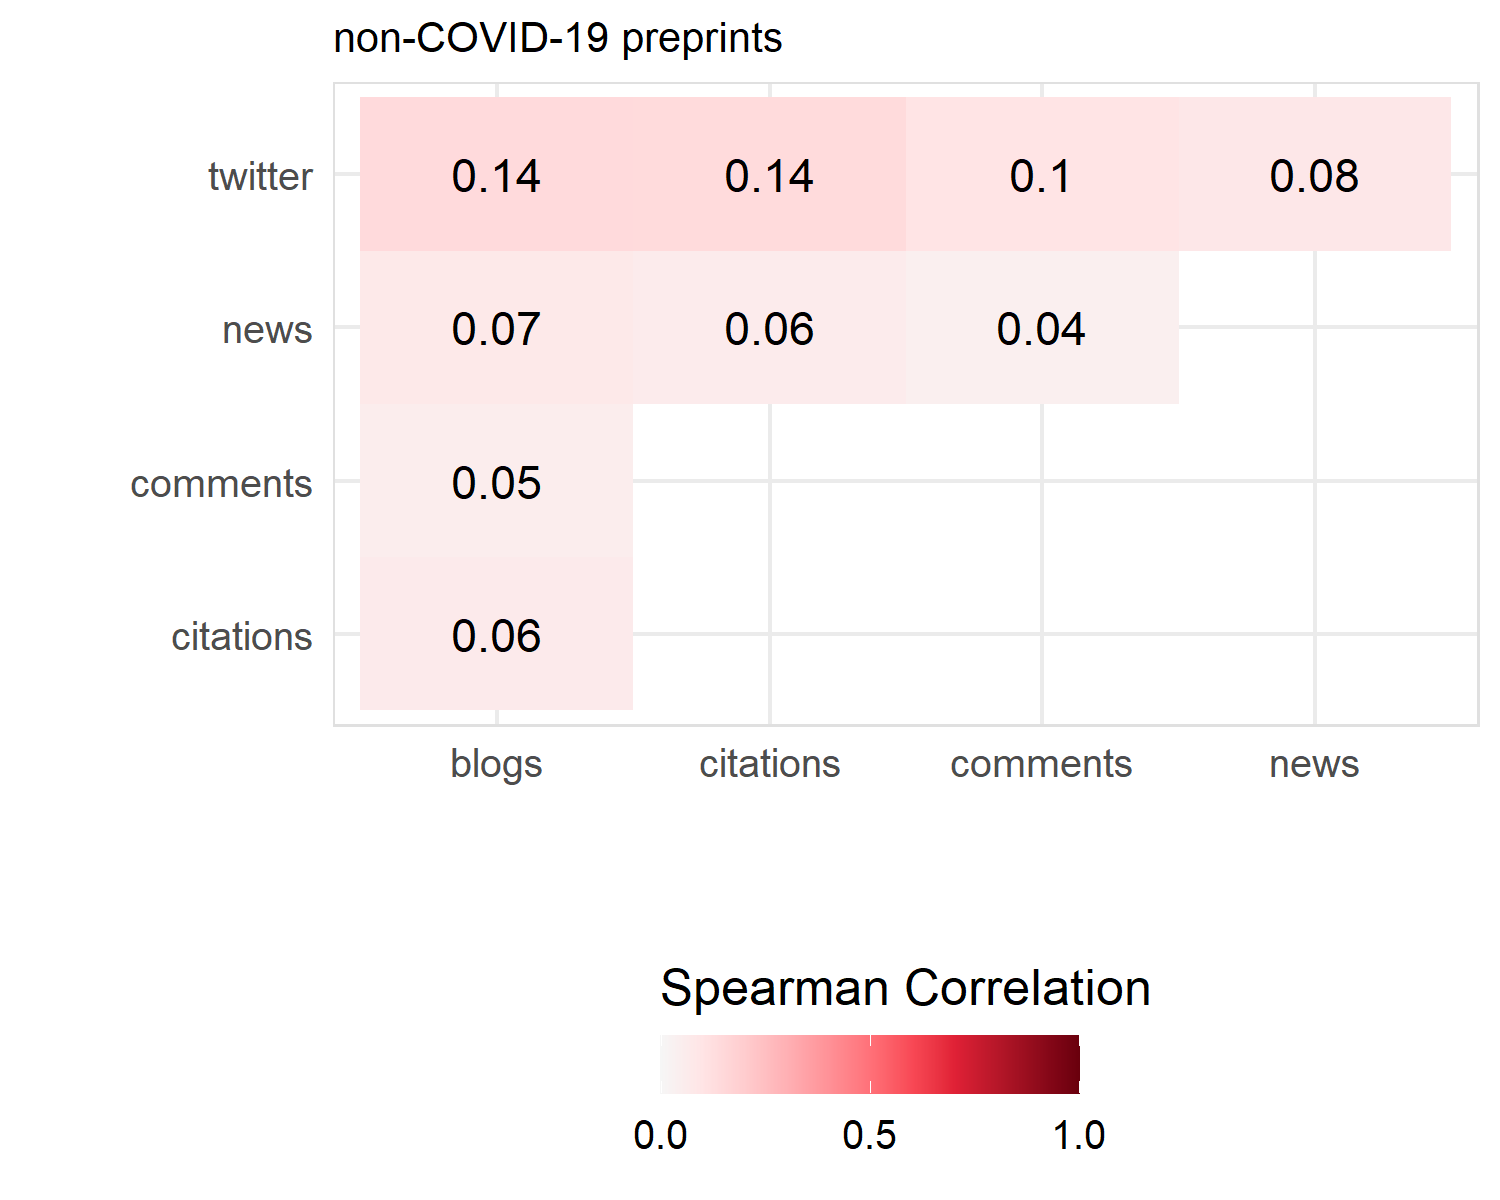 non-COVID-19 preprints
twitter 0.14 0.14 0.1 0.08
news 0.07 0.06 0.04
comments 0.05
citations 0.06
blogs citations comments news
Spearman Correlation
0.0 0.5 1.0